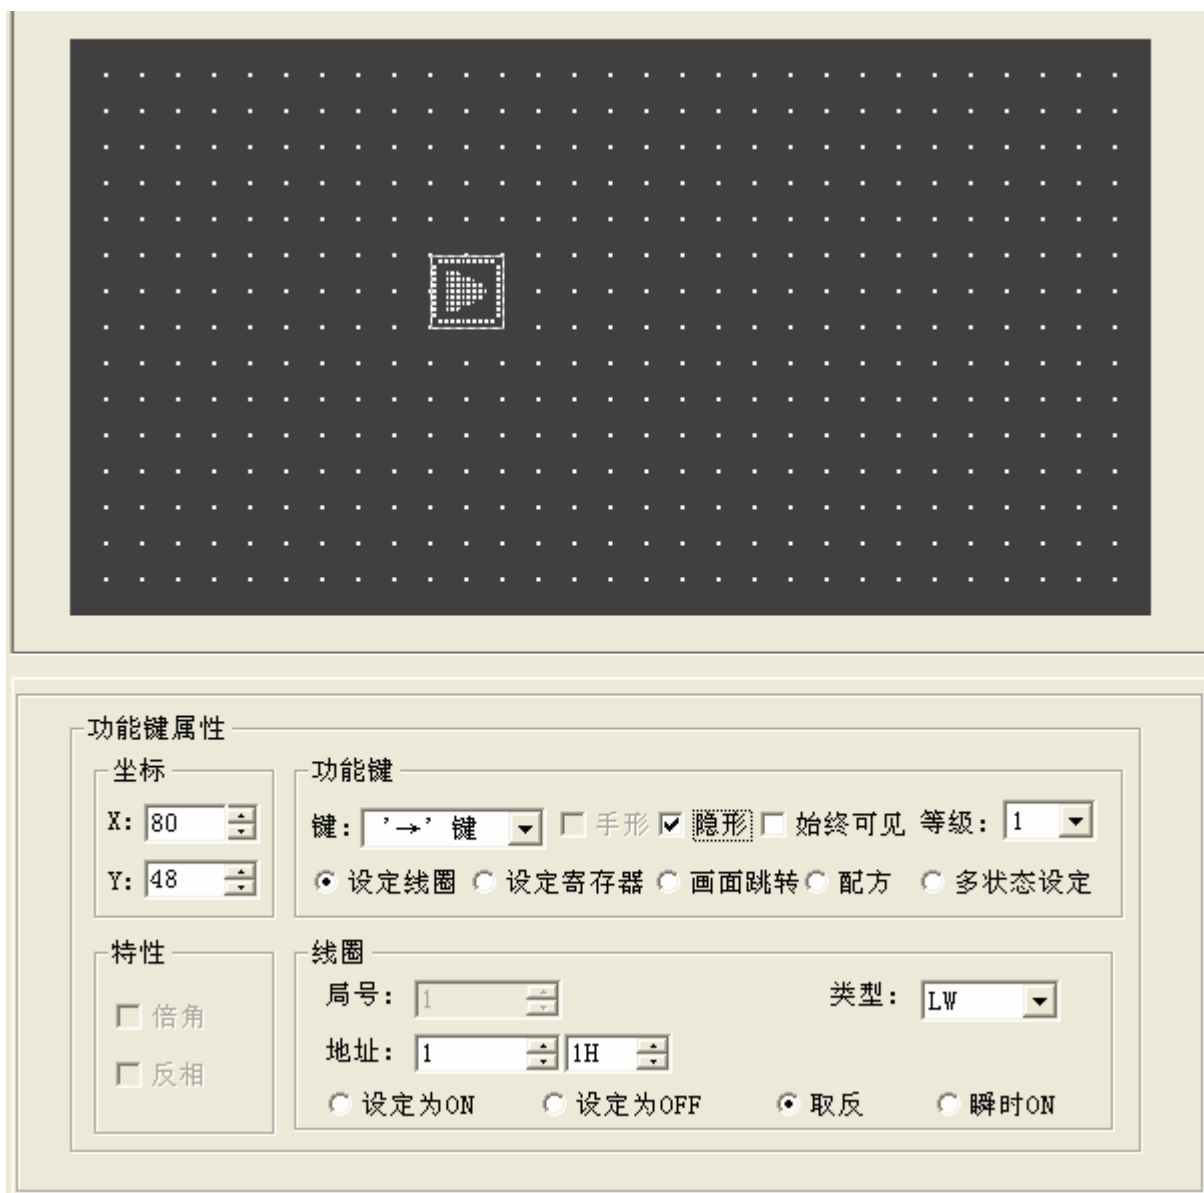 功能键属性
坐标
X: 80
Y: 48
功能键
键: '→' 键 手形 隐形 始终可见 等级: 1
设定线圈 设定寄存器 画面跳转 配方 多状态设定
特性
倍角
反相
线圈
局号: 1 类型: LW
地址: 1 1H
设定为ON 设定为OFF 取反 瞬时ON